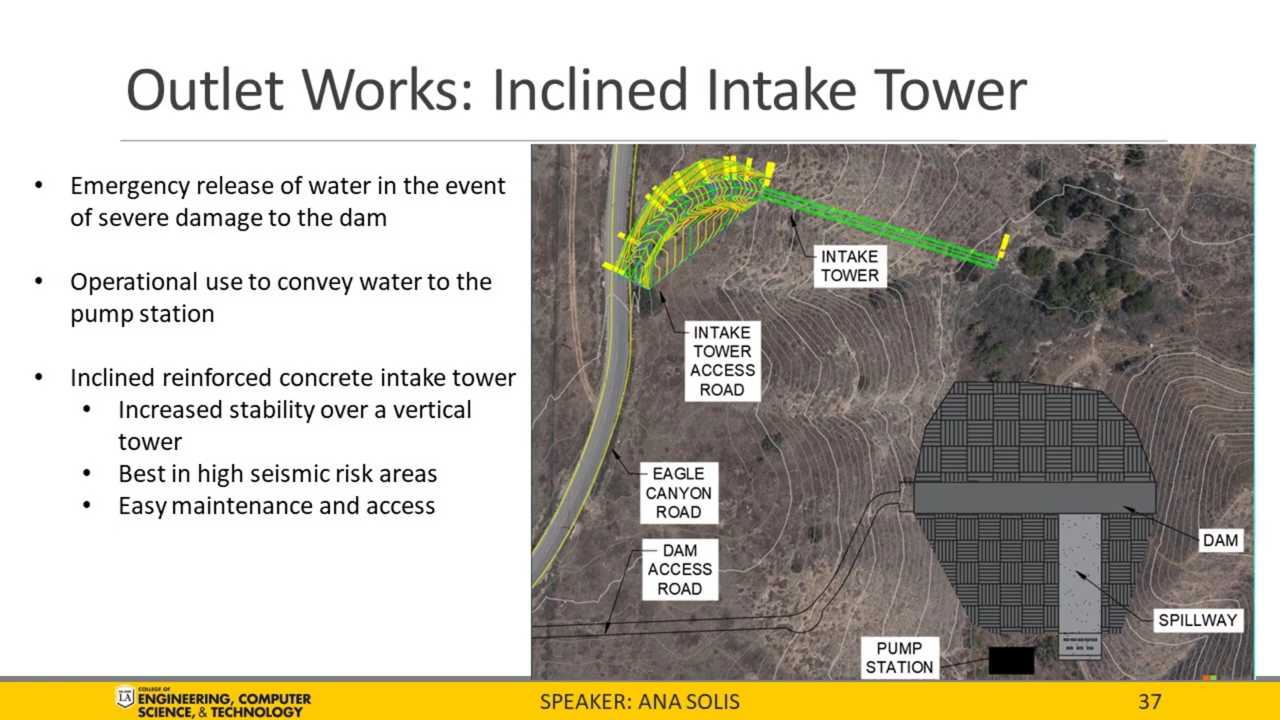 Outlet Works: Inclined Intake Tower
• Emergency release of water in the event
of severe damage to the dam
• Operational use to convey water to the
pump station
• Inclined reinforced concrete intake tower
• Increased stability over a vertical
tower
• Best in high seismic risk areas
• Easy maintenance and access
INTAKE
TOWER
INTAKE
TOWER
ACCESS
ROAD
EAGLE
CANYON
ROAD
DAM
ACCESS
ROAD
DAM
SPILLWAY
PUMP
STATION
LA
COLLEGE OF
ENGINEERING, COMPUTER
SCIENCE, & TECHNOLOGY
SPEAKER: ANA SOLIS
37